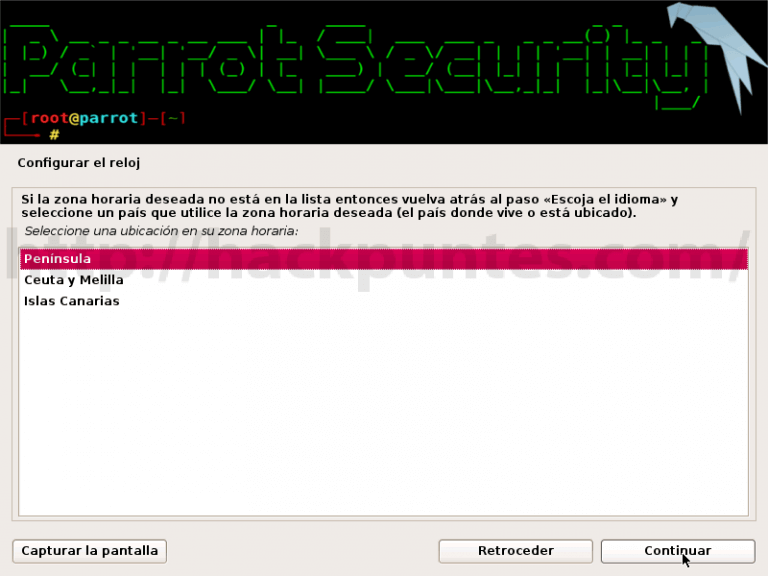 Parrot Security
[root@parrot]─[~]
#
Configurar el reloj
Si la zona horaria deseada no está en la lista entonces vuelva atrás al paso «Escoja el idioma» y
seleccione un país que utilice la zona horaria deseada (el país donde vive o está ubicado).
Seleccione una ubicación en su zona horaria:
http://hackpuntes.com/
Península
Ceuta y Melilla
Islas Canarias
Capturar la pantalla
Retroceder
Continuar